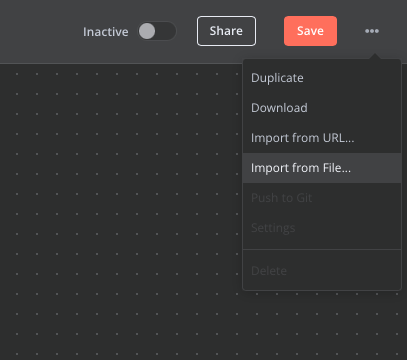 Inactive
Share
Save
Duplicate
Download
Import from URL...
Import from File...
Push to Git
Settings
Delete